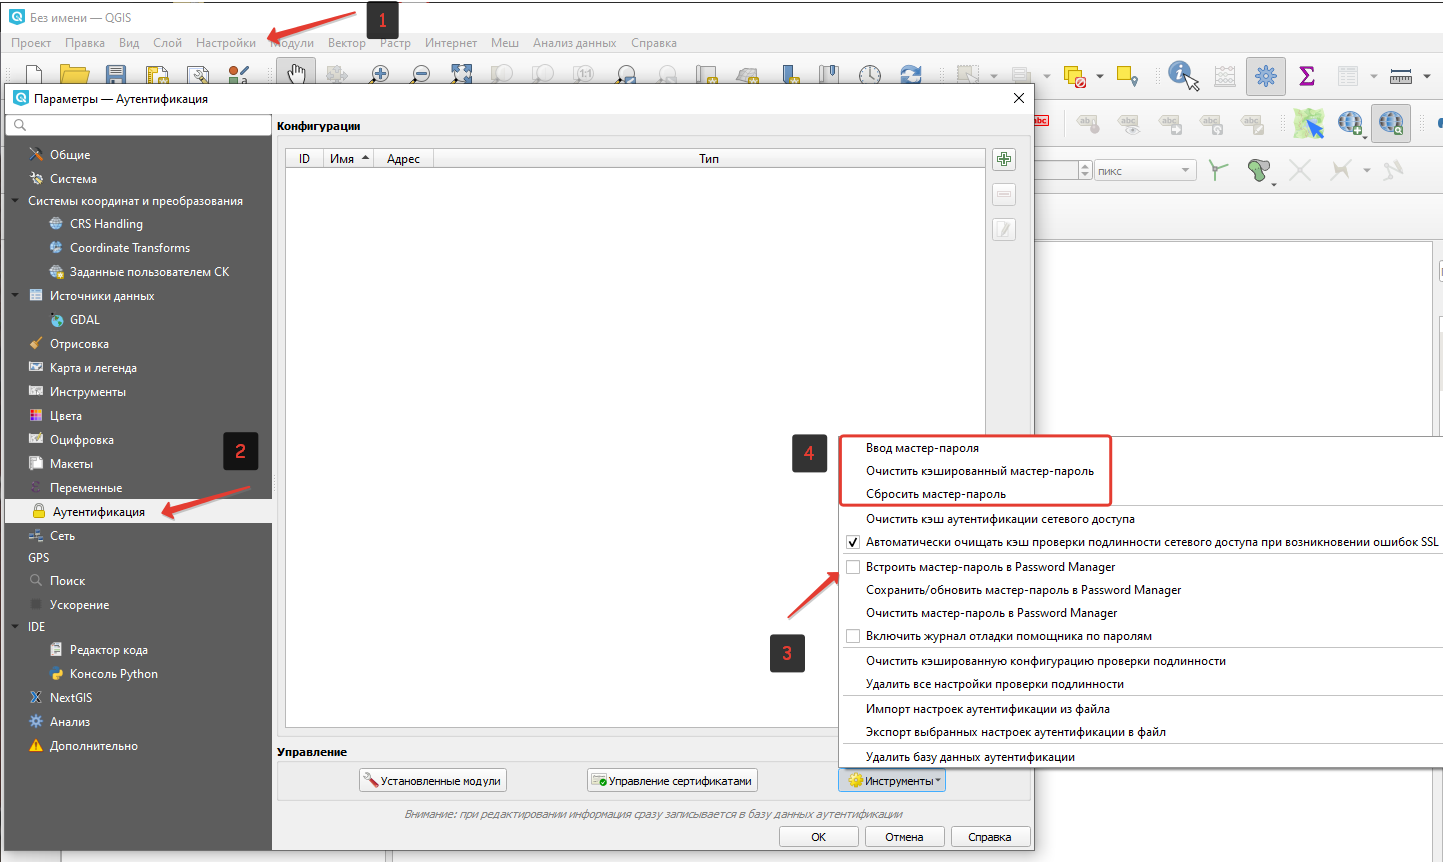 Без имени — QGIS
1
Проект Правка Вид Слой Настройки Модули Вектор Растр Интернет Меш Анализ данных Справка
Параметры — Аутентификация
Конфигурации
ID Имя Адрес Тип
abc
пикс
Общие
Система
Системы координат и преобразования
CRS Handling
Coordinate Transforms
Заданные пользователем СК
Источники данных
GDAL
Отрисовка
Карта и легенда
Инструменты
Цвета
Оцифровка
2
Макеты
Переменные
Аутентификация
Сеть
GPS
Поиск
Ускорение
IDE
Редактор кода
Консоль Python
NextGIS
Анализ
Дополнительно
4
Ввод мастер-пароля
Очистить кэшированный мастер-пароль
Сбросить мастер-пароль
Очистить кэш аутентификации сетевого доступа
Автоматически очищать кэш проверки подлинности сетевого доступа при возникновении ошибок SSL
Встроить мастер-пароль в Password Manager
Сохранить/обновить мастер-пароль в Password Manager
Очистить мастер-пароль в Password Manager
Включить журнал отладки помощника по паролям
3
Очистить кэшированную конфигурацию проверки подлинности
Удалить все настройки проверки подлинности
Импорт настроек аутентификации из файла
Экспорт выбранных настроек аутентификации в файл
Удалить базу данных аутентификации
Управление
Установленные модули Управление сертификатами Инструменты
Внимание: при редактировании информация сразу записывается в базу данных аутентификации
OK Отмена Справка